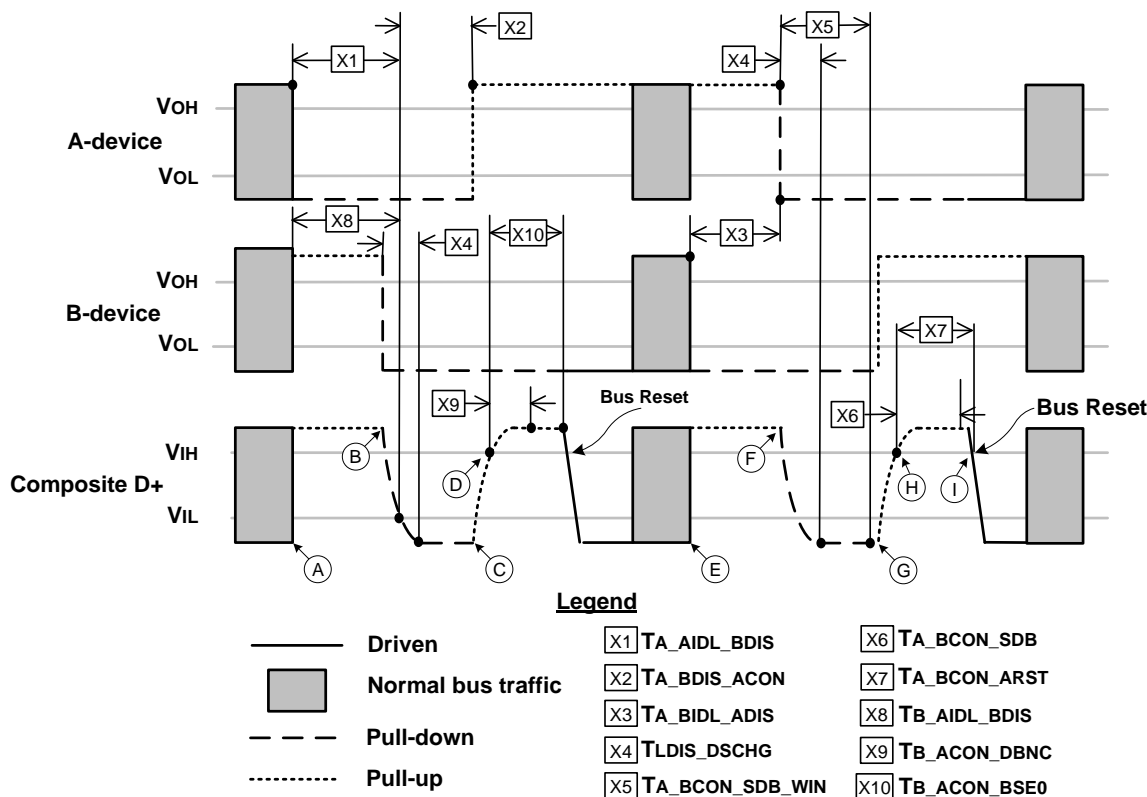 X5
X2
X1
X4
VOH
A-device
VOL
X8
X4
X10
X3
VOH
B-device
VOL
X7
X9
Bus Reset
X6
Bus Reset
VIH
B
D
F
H
I
Composite D+
VIL
A
C
E
G
Legend
Driven
X1 TA_AIDL_BDIS
X6 TA_BCON_SDB
Normal bus traffic
X2 TA_BDIS_ACON
X7 TA_BCON_ARST
X3 TA_BIDL_ADIS
X8 TB_AIDL_BDIS
Pull-down
X4 TLDIS_DSCHG
X9 TB_ACON_DBNC
Pull-up
X5 TA_BCON_SDB_WIN
X10 TB_ACON_BSE0